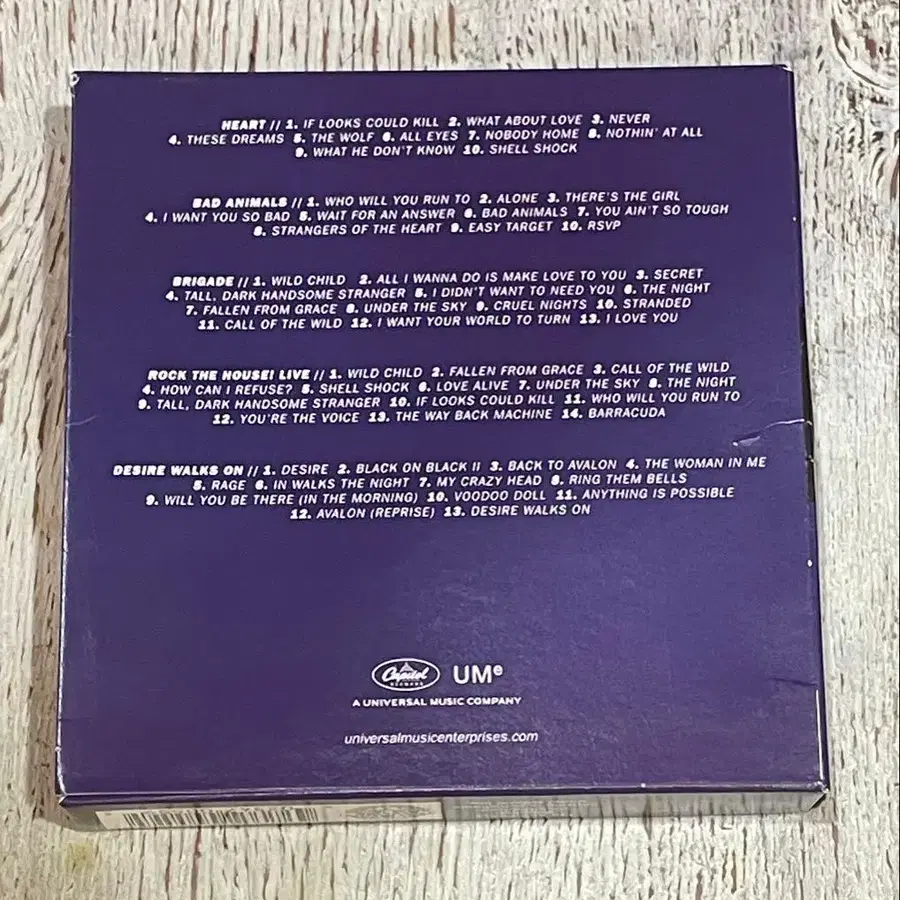 HEART // 1. IF LOOKS COULD KILL 2. WHAT ABOUT LOVE 3. NEVER
4. THESE DREAMS 5. THE WOLF 6. ALL EYES 7. NOBODY HOME 8. NOTHIN' AT ALL
9. WHAT HE DON'T KNOW 10. SHELL SHOCK
BAD ANIMALS // 1. WHO WILL YOU RUN TO 2. ALONE 3. THERE'S THE GIRL
4. I WANT YOU SO BAD 5. WAIT FOR AN ANSWER 6. BAD ANIMALS 7. YOU AIN'T SO TOUGH
8. STRANGERS OF THE HEART 9. EASY TARGET 10. RSVP
BRIGADE // 1. WILD CHILD 2. ALL I WANNA DO IS MAKE LOVE TO YOU 3. SECRET
4. TALL, DARK HANDSOME STRANGER 5. I DIDN'T WANT TO NEED YOU 6. THE NIGHT
7. FALLEN FROM GRACE 8. UNDER THE SKY 9. CRUEL NIGHTS 10. STRANDED
11. CALL OF THE WILD 12. I WANT YOUR WORLD TO TURN 13. I LOVE YOU
ROCK THE HOUSE! LIVE // 1. WILD CHILD 2. FALLEN FROM GRACE 3. CALL OF THE WILD
4. HOW CAN I REFUSE? 5. SHELL SHOCK 6. LOVE ALIVE 7. UNDER THE SKY 8. THE NIGHT
9. TALL, DARK HANDSOME STRANGER 10. IF LOOKS COULD KILL 11. WHO WILL YOU RUN TO
12. YOU'RE THE VOICE 13. THE WAY BACK MACHINE 14. BARRACUDA
DESIRE WALKS ON // 1. DESIRE 2. BLACK ON BLACK II 3. BACK TO AVALON 4. THE WOMAN IN ME
5. RAGE 6. IN WALKS THE NIGHT 7. MY CRAZY HEAD 8. RING THEM BELLS
9. WILL YOU BE THERE (IN THE MORNING) 10. VOODOO DOLL 11. ANYTHING IS POSSIBLE
12. AVALON (REPRISE) 13. DESIRE WALKS ON
Capitol RECORDS UMe
A UNIVERSAL MUSIC COMPANY
universalmusicenterprises.com